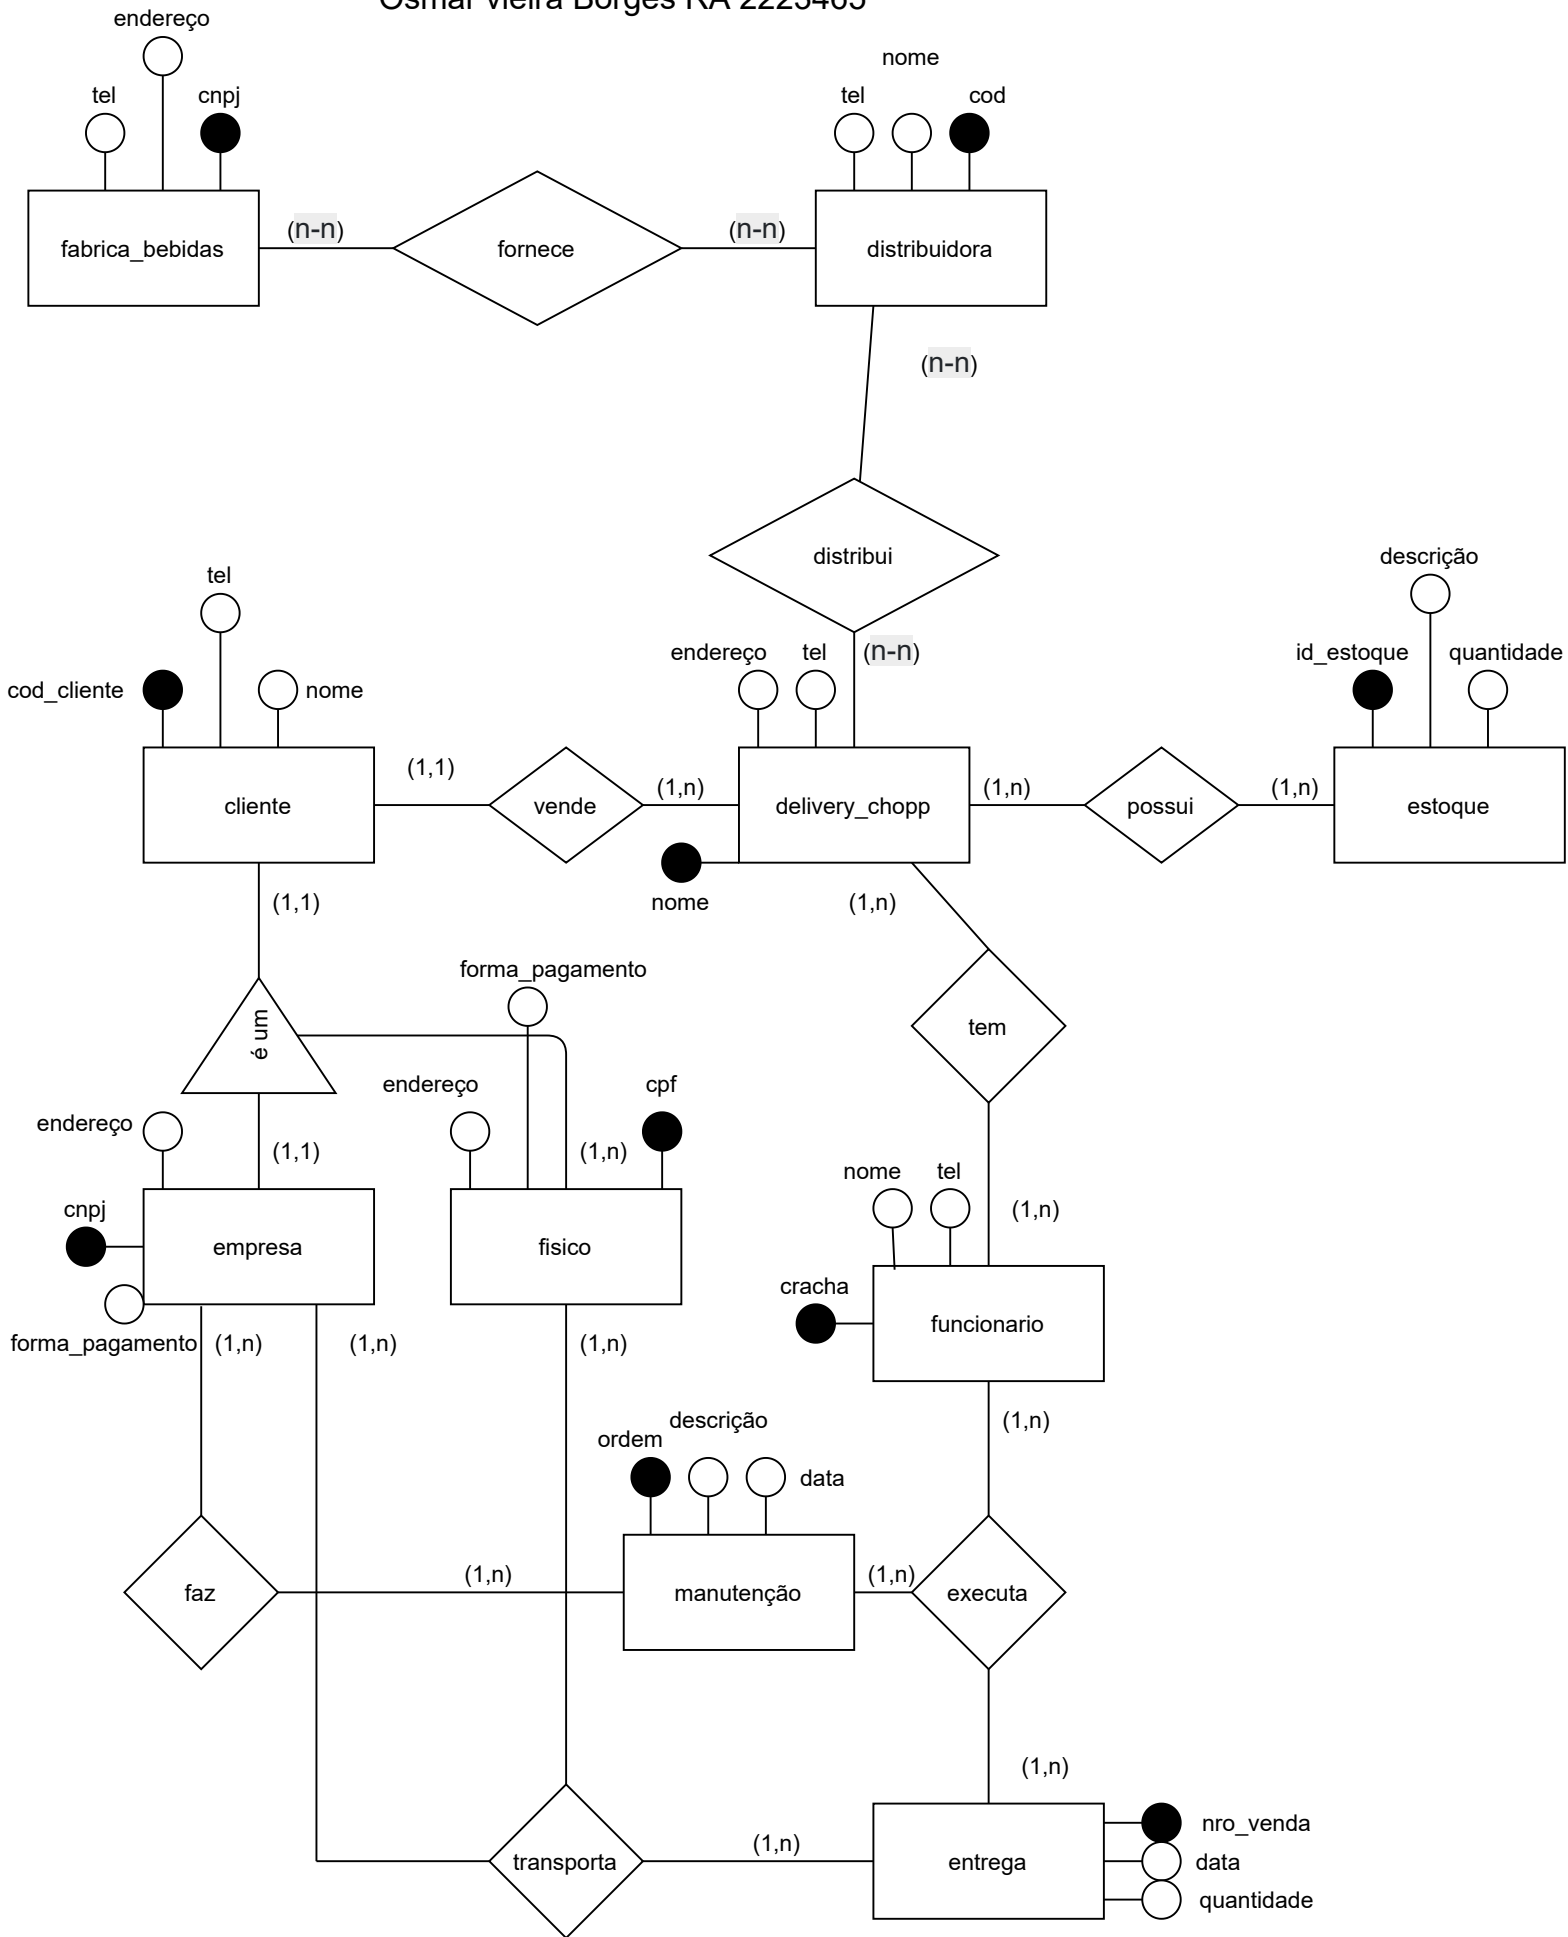 Osmar vieira Borges RA 2223463
endereço
nome
tel
cnpj
tel
cod
fabrica_bebidas
(n-n)
fornece
(n-n)
distribuidora
(n-n)
distribui
descrição
tel
endereço
tel
(n-n)
id_estoque
quantidade
cod_cliente
nome
cliente
(1,1)
vende
(1,n)
delivery_chopp
(1,n)
possui
(1,n)
estoque
nome
(1,1)
(1,n)
forma_pagamento
é um
tem
endereço
cpf
endereço
(1,1)
(1,n)
nome
tel
cnpj
(1,n)
empresa
fisico
cracha
funcionario
forma_pagamento
(1,n)
(1,n)
(1,n)
descrição
(1,n)
ordem
data
faz
(1,n)
manutenção
(1,n)
executa
(1,n)
nro_venda
transporta
(1,n)
entrega
data
quantidade